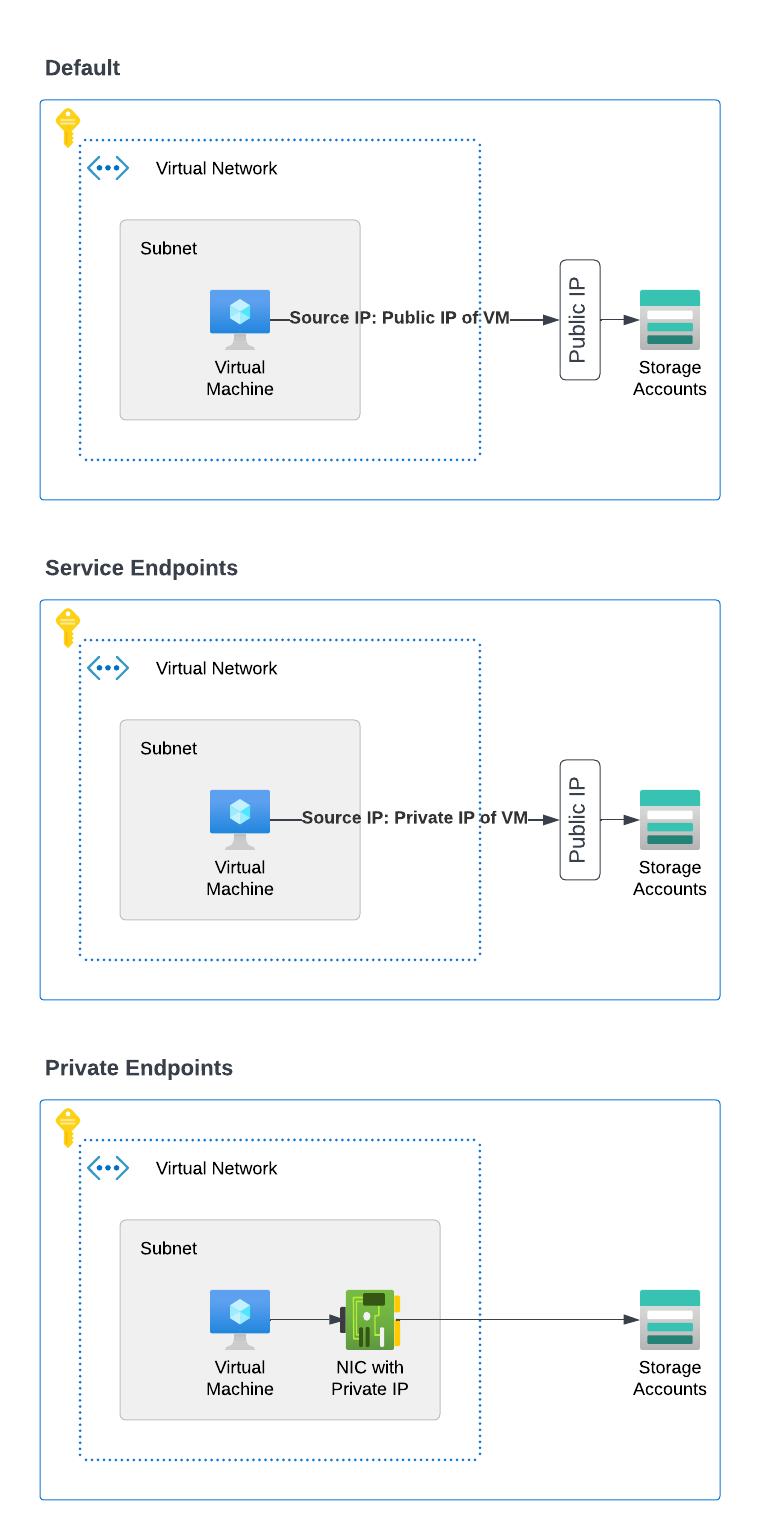 Default
Virtual Network
Subnet
Source IP: Public IP of VM
Public IP
Virtual
Machine
Storage
Accounts
Service Endpoints
Virtual Network
Subnet
Source IP: Private IP of VM
Public IP
Virtual
Machine
Storage
Accounts
Private Endpoints
Virtual Network
Subnet
Virtual
Machine
NIC with
Private IP
Storage
Accounts